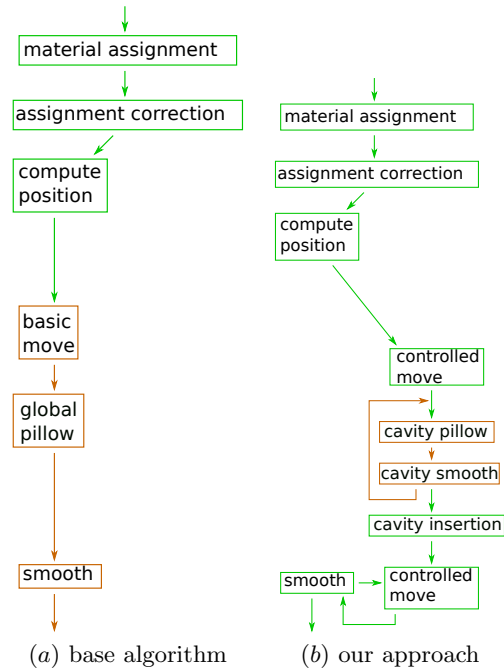 material assignment
assignment correction
compute
position
basic
move
global
pillow
smooth
(a) base algorithm
material assignment
assignment correction
compute
position
controlled
move
cavity pillow
cavity smooth
cavity insertion
smooth
controlled
move
(b) our approach